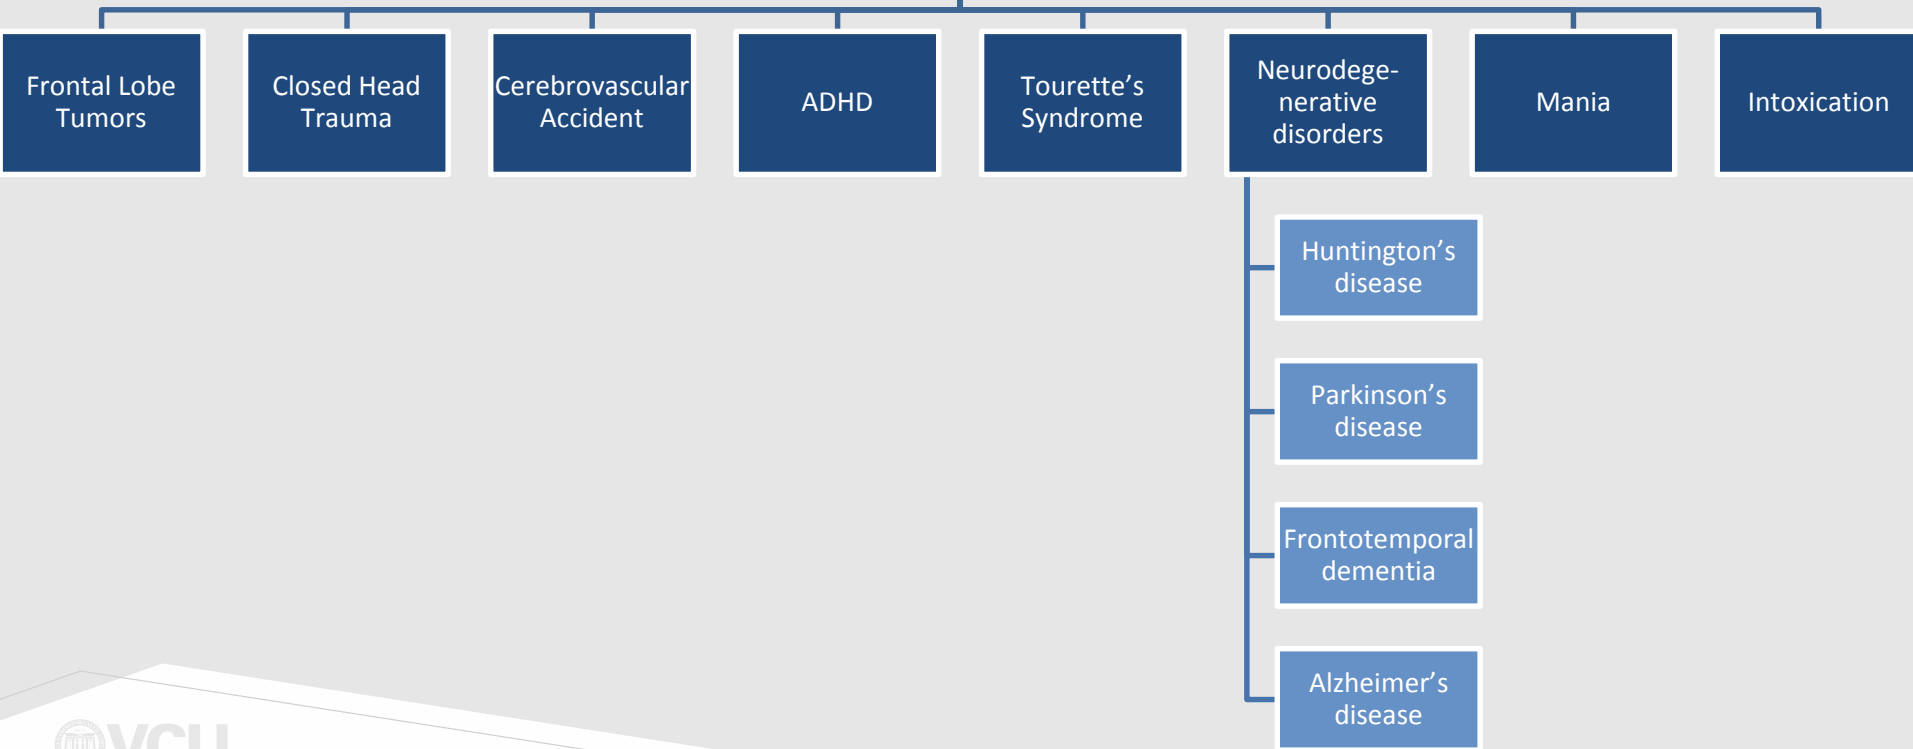 Frontal Lobe
Tumors
Closed Head
Trauma
Cerebrovascular
Accident
ADHD
Tourette’s
Syndrome
Neurodege-
nerative
disorders
Mania
Intoxication
Huntington’s
disease
Parkinson’s
disease
Frontotemporal
dementia
Alzheimer’s
disease
VCU